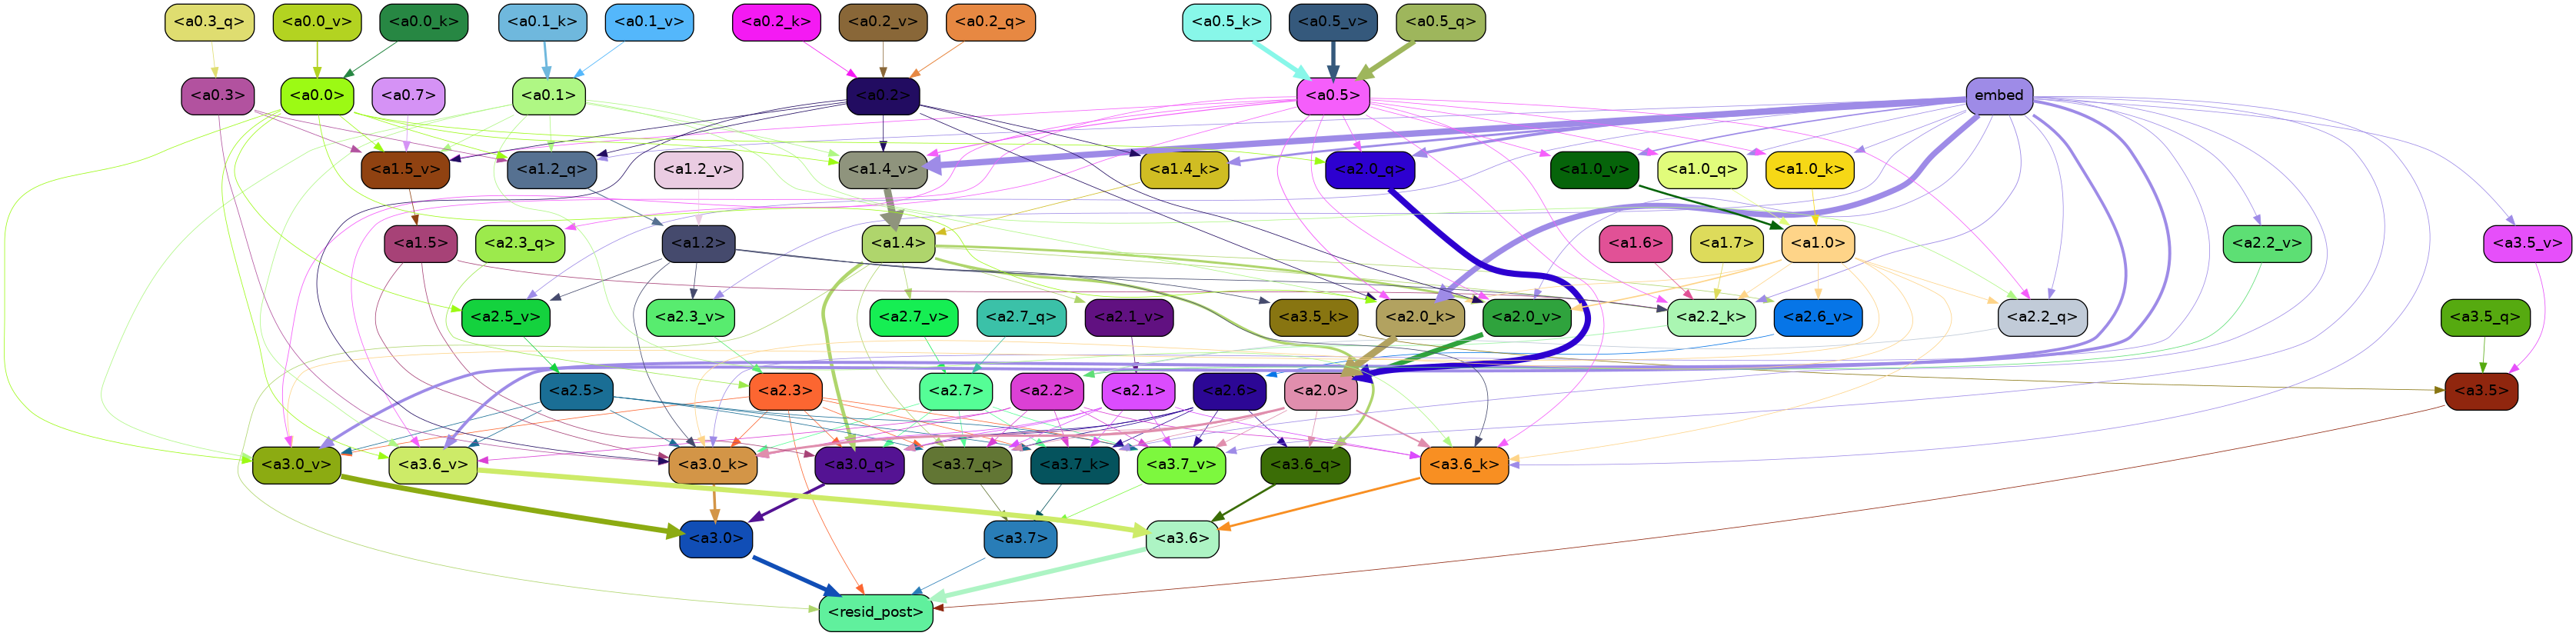 <a0.3_q> <a0.0_v> <a0.0_k> <a0.1_k> <a0.1_v> <a0.2_k> <a0.2_v> <a0.2_q> <a0.5_k> <a0.5_v> <a0.5_q>
<a0.3> <a0.0> <a0.7> <a0.1> <a0.2> <a0.5> embed
<a1.5_v> <a1.2_q> <a1.2_v> <a1.4_v> <a1.4_k> <a2.0_q> <a1.0_v> <a1.0_q> <a1.0_k>
<a1.5> <a2.3_q> <a1.2> <a1.4> <a1.6> <a1.7> <a1.0> <a2.2_v> <a3.5_v>
<a2.5_v> <a2.3_v> <a2.7_v> <a2.7_q> <a2.1_v> <a3.5_k> <a2.0_k> <a2.0_v> <a2.2_k> <a2.6_v> <a2.2_q> <a3.5_q>
<a2.5> <a2.3> <a2.7> <a2.2> <a2.1> <a2.6> <a2.0> <a3.5>
<a3.0_v> <a3.6_v> <a3.0_k> <a3.0_q> <a3.7_q> <a3.7_k> <a3.7_v> <a3.6_q> <a3.6_k>
<a3.0> <a3.7> <a3.6>
<resid_post>